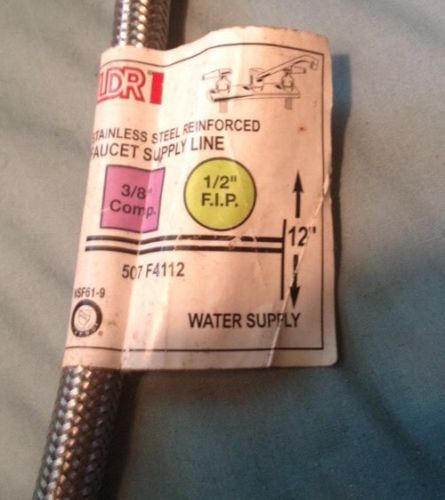 LDR
STAINLESS STEEL REINFORCED
FAUCET SUPPLY LINE
3/8"
Comp.
1/2"
F.I.P.
12"
507 F4112
NSF61-9
WATER SUPPLY